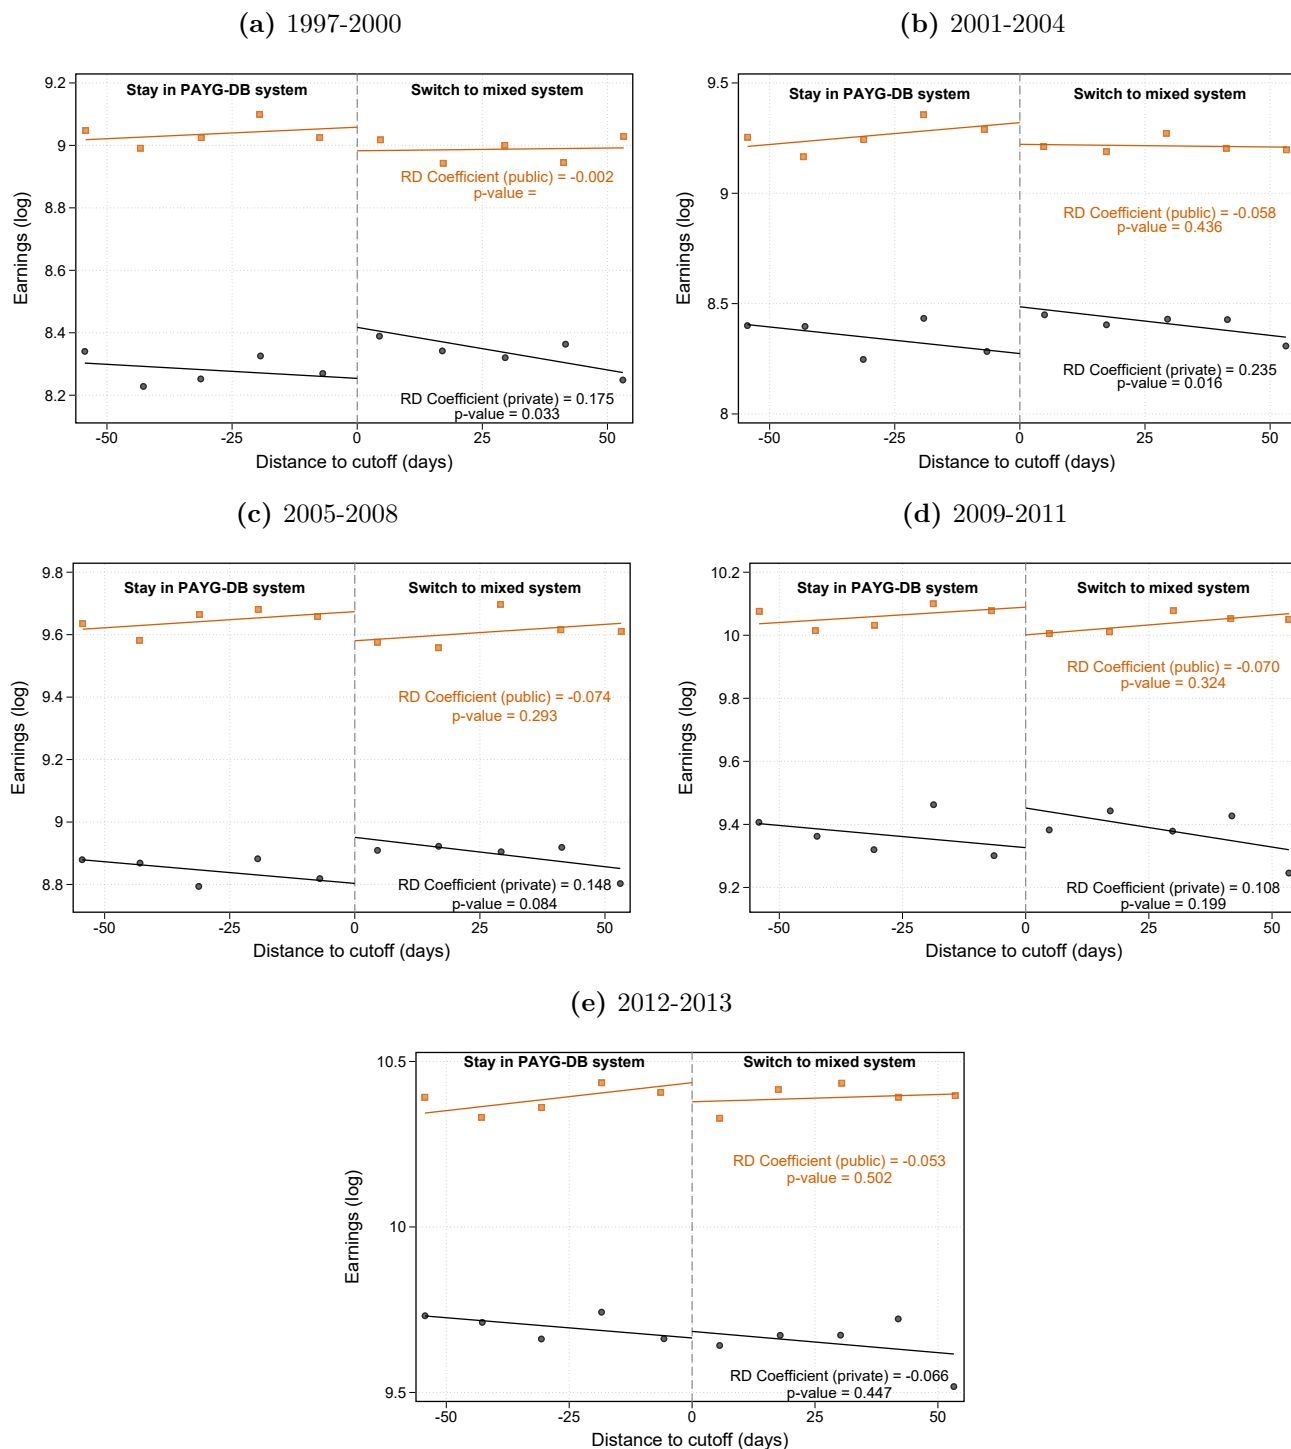 (a) 1997-2000
9.2
9
8.8
8.6
8.4
8.2
Earnings (log)
Stay in PAYG-DB system
Switch to mixed system
RD Coefficient (public) = -0.002
p-value =
RD Coefficient (private) = 0.175
p-value = 0.033
-50
-25
0
25
50
Distance to cutoff (days)
(b) 2001-2004
9.5
9
8.5
8
Earnings (log)
Stay in PAYG-DB system
Switch to mixed system
RD Coefficient (public) = -0.058
p-value = 0.436
RD Coefficient (private) = 0.235
p-value = 0.016
-50
-25
0
25
50
Distance to cutoff (days)
(c) 2005-2008
9.8
9.6
9.4
9.2
9
8.8
Earnings (log)
Stay in PAYG-DB system
Switch to mixed system
RD Coefficient (public) = -0.074
p-value = 0.293
RD Coefficient (private) = 0.148
p-value = 0.084
-50
-25
0
25
50
Distance to cutoff (days)
(d) 2009-2011
10.2
10
9.8
9.6
9.4
9.2
Earnings (log)
Stay in PAYG-DB system
Switch to mixed system
RD Coefficient (public) = -0.070
p-value = 0.324
RD Coefficient (private) = 0.108
p-value = 0.199
-50
-25
0
25
50
Distance to cutoff (days)
(e) 2012-2013
10.5
10
9.5
Earnings (log)
Stay in PAYG-DB system
Switch to mixed system
RD Coefficient (public) = -0.053
p-value = 0.502
RD Coefficient (private) = -0.066
p-value = 0.447
-50
-25
0
25
50
Distance to cutoff (days)